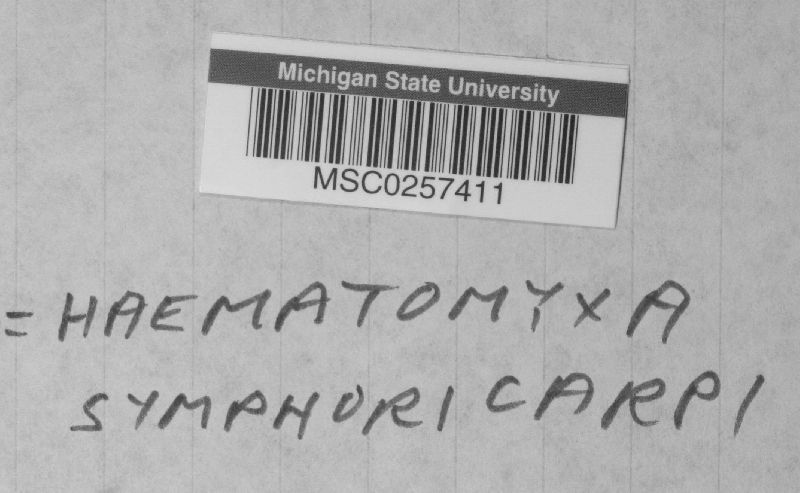 Michigan State University
MSC0257411
= HAEMATOMYXA
SYMPHORICARPI